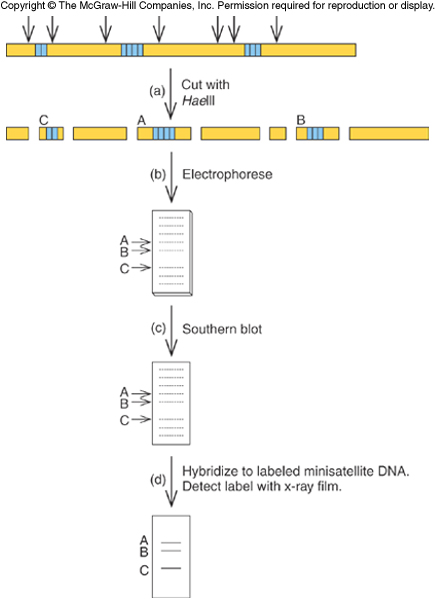 Copyright © The McGraw-Hill Companies, Inc. Permission required for reproduction or display.
(a) Cut with
HaeIII
C A B
(b) Electrophorese
A
B
C
(c) Southern blot
A
B
C
(d) Hybridize to labeled minisatellite DNA.
Detect label with x-ray film.
A
B
C